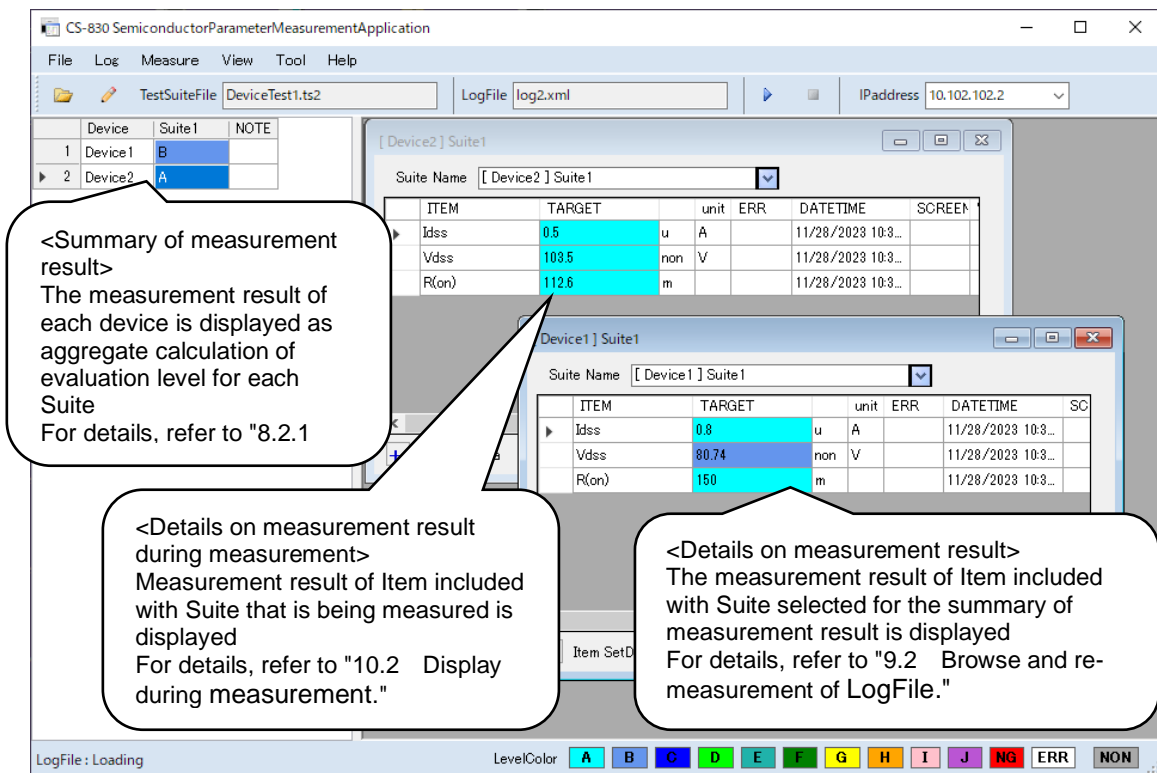 CS-830 SemiconductorParameterMeasurementApplication
File Log Measure View Tool Help
TestSuiteFile DeviceTest1.ts2 LogFile log2.xml IPaddress 10.102.102.2
Device Suite1 NOTE
1 Device1 B
2 Device2 A
[ Device2 ] Suite1
Suite Name [ Device2 ] Suite1
ITEM TARGET unit ERR DATETIME SCREEN
Idss 0.5 u A 11/28/2023 10:3...
Vdss 103.5 non V 11/28/2023 10:3...
R(on) 112.6 m 11/28/2023 10:3...
Device1 ] Suite1
Suite Name [ Device1 ] Suite1
ITEM TARGET unit ERR DATETIME SC
Idss 0.8 u A 11/28/2023 10:3...
Vdss 80.74 non V 11/28/2023 10:3...
R(on) 150 m 11/28/2023 10:3...
Item SetD
<Summary of measurement
result>
The measurement result of
each device is displayed as
aggregate calculation of
evaluation level for each
Suite
For details, refer to "8.2.1
<Details on measurement result
during measurement>
Measurement result of Item included
with Suite that is being measured is
displayed
For details, refer to "10.2 Display
during measurement."
<Details on measurement result>
The measurement result of Item included
with Suite selected for the summary of
measurement result is displayed
For details, refer to "9.2 Browse and re-
measurement of LogFile."
LogFile : Loading LevelColor A B C D E F G H I J NG ERR NON